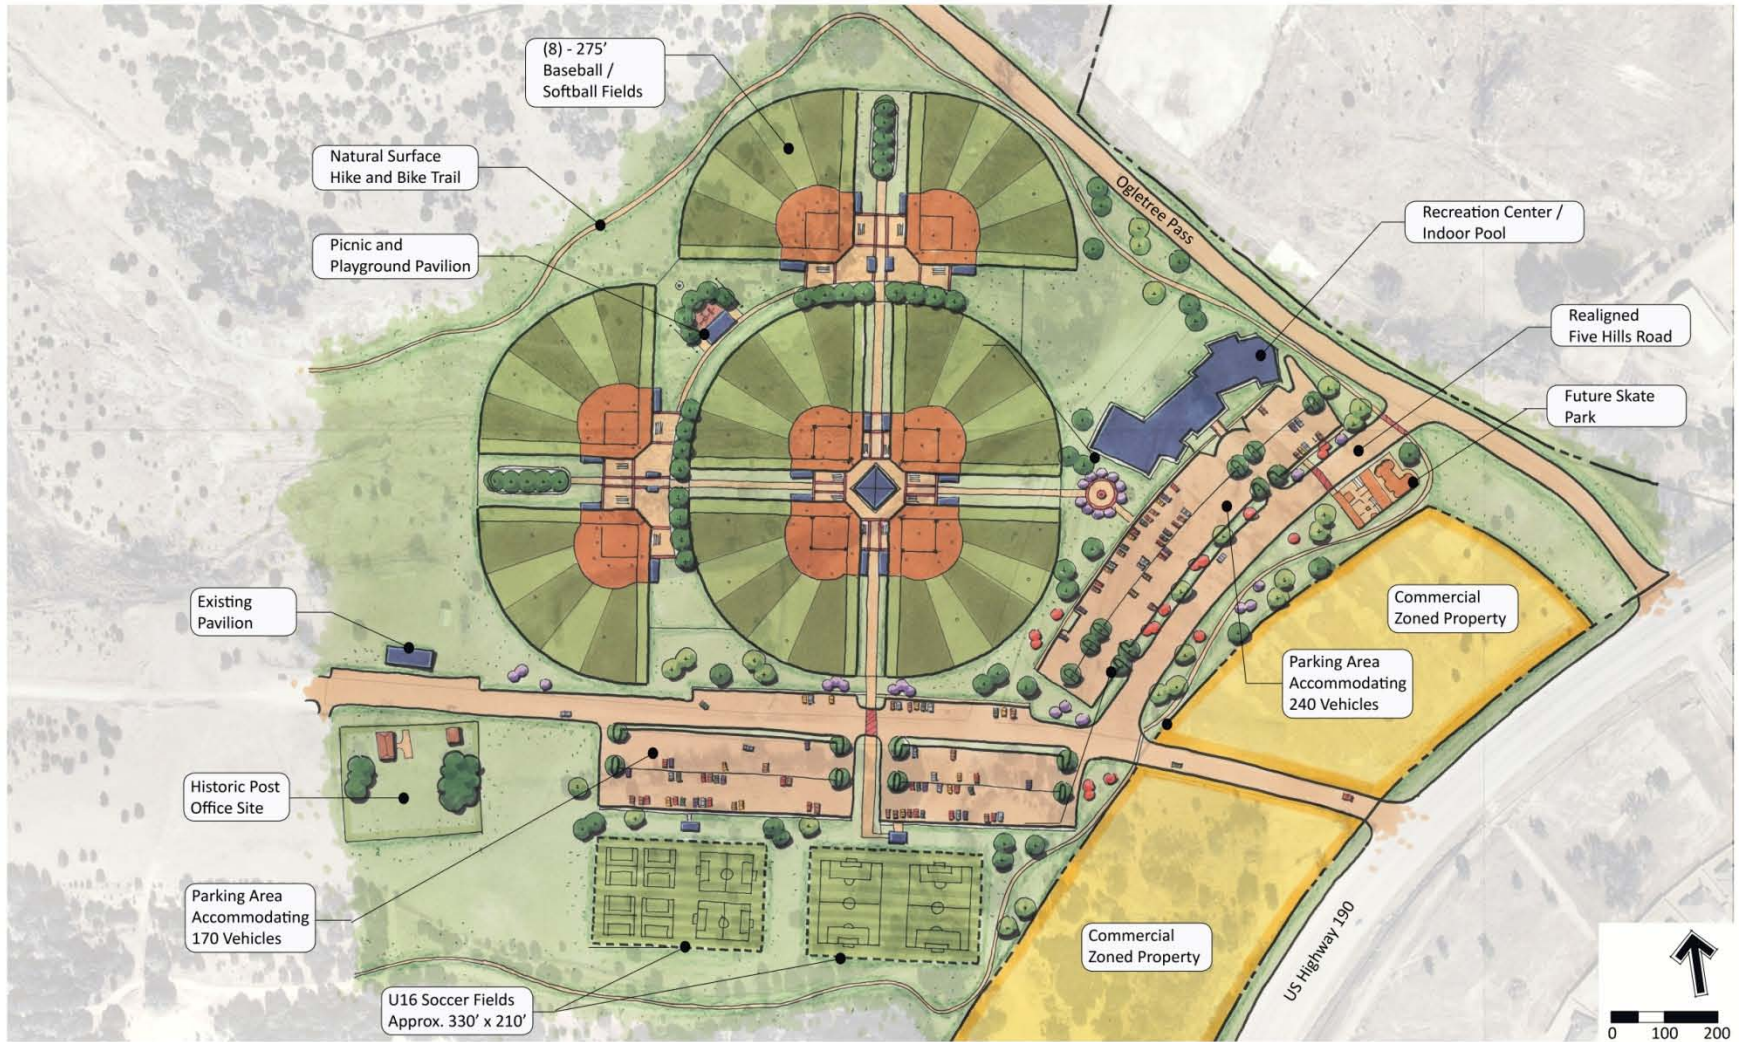 (8) - 275'
Baseball /
Softball Fields
Natural Surface
Hike and Bike Trail
Picnic and
Playground Pavilion
Ogletree Pass
Recreation Center /
Indoor Pool
Realigned
Five Hills Road
Future Skate
Park
Existing
Pavilion
Commercial
Zoned Property
Parking Area
Accommodating
240 Vehicles
Historic Post
Office Site
Parking Area
Accommodating
170 Vehicles
Commercial
Zoned Property
US Highway 190
U16 Soccer Fields
Approx. 330' x 210'
0 100 200